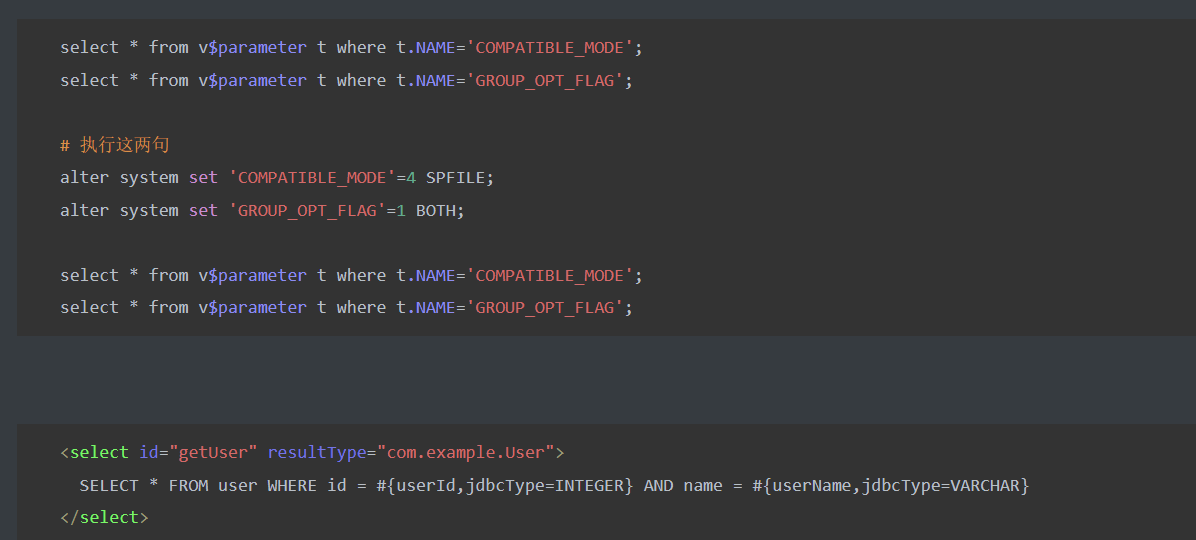 select * from v$parameter t where t.NAME='COMPATIBLE_MODE';
select * from v$parameter t where t.NAME='GROUP_OPT_FLAG';
# 执行这两句
alter system set 'COMPATIBLE_MODE'=4 SPFILE;
alter system set 'GROUP_OPT_FLAG'=1 BOTH;
select * from v$parameter t where t.NAME='COMPATIBLE_MODE';
select * from v$parameter t where t.NAME='GROUP_OPT_FLAG';
<select id="getUser" resultType="com.example.User">
SELECT * FROM user WHERE id = #{userId,jdbcType=INTEGER} AND name = #{userName,jdbcType=VARCHAR}
</select>